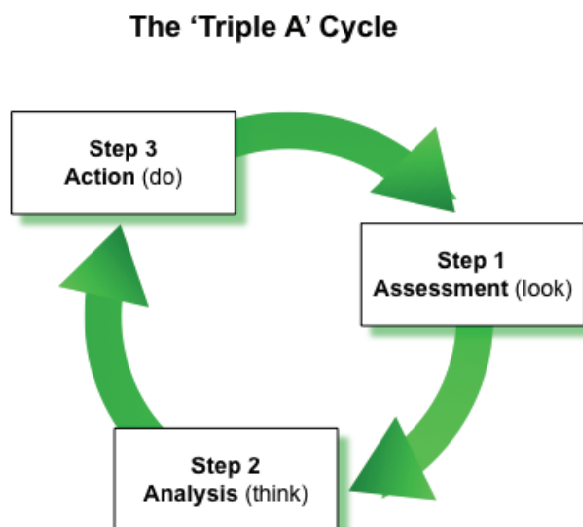 The ‘Triple A’ Cycle
Step 3
Action (do)
Step 1
Assessment (look)
Step 2
Analysis (think)